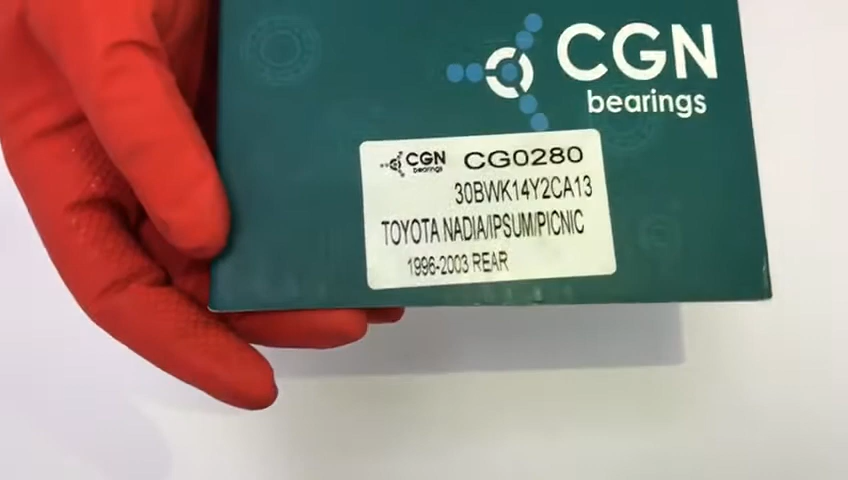 CGN
bearings
CGN CG0280
bearings
30BWK14Y2CA13
TOYOTA NADIA/IPSUM/PICNIC
1996-2003 REAR